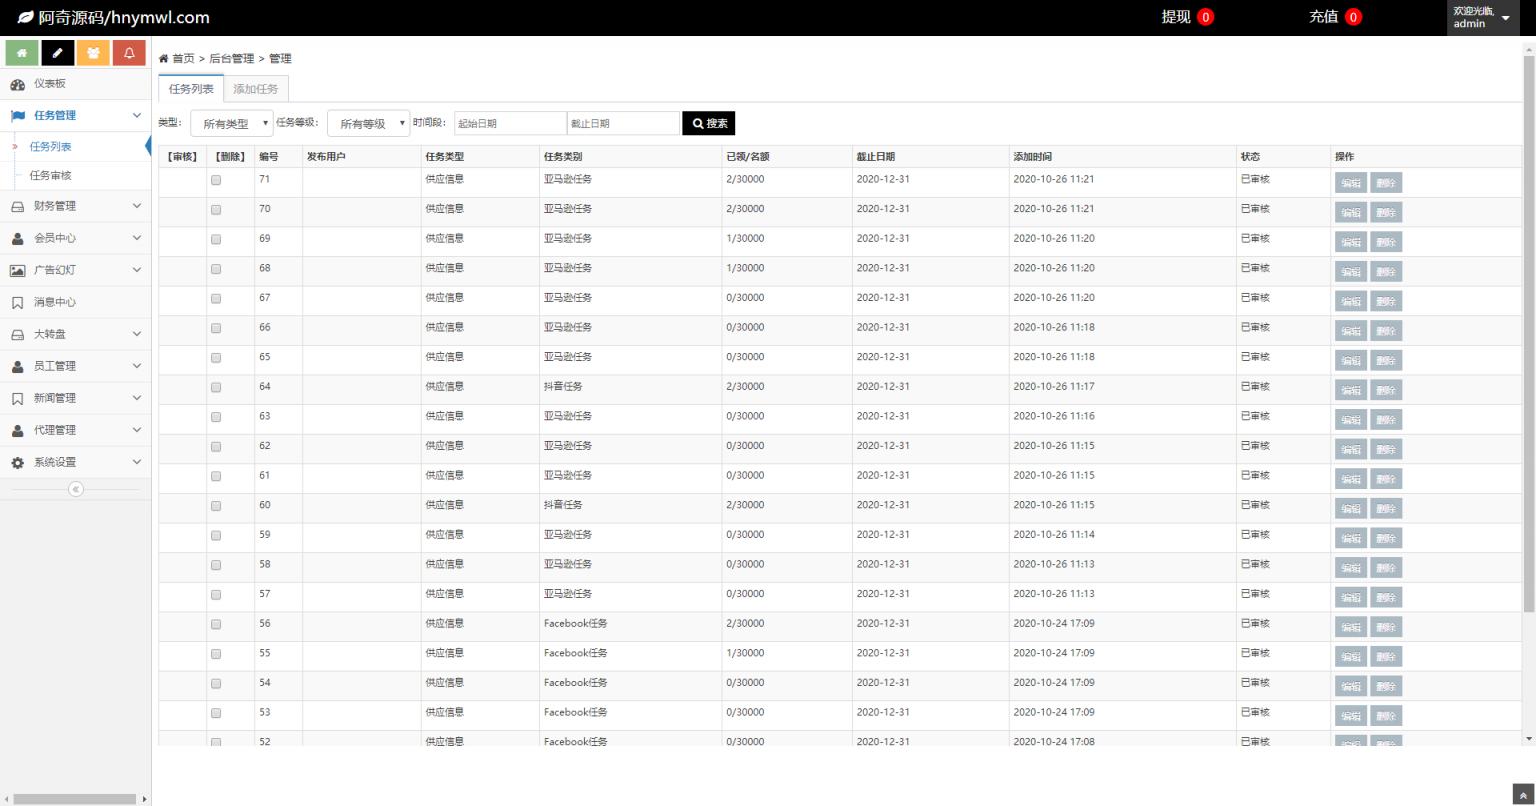 阿奇源码/hnymwl.com
提现 0
充值 0
欢迎光临,
admin
首页 > 后台管理 > 管理
仪表板
任务管理
任务列表
任务审核
财务管理
会员中心
广告幻灯
消息中心
大转盘
员工管理
新闻管理
代理管理
系统设置
任务列表 添加任务
类型: 所有类型 任务等级: 所有等级 时间段: 起始日期 截止日期 搜索
【审核】 【删除】 编号 发布用户 任务类型 任务类别 已领/名额 截止日期 添加时间 状态 操作
71 供应信息 亚马逊任务 2/30000 2020-12-31 2020-10-26 11:21 已审核 编辑 删除
70 供应信息 亚马逊任务 2/30000 2020-12-31 2020-10-26 11:21 已审核 编辑 删除
69 供应信息 亚马逊任务 1/30000 2020-12-31 2020-10-26 11:20 已审核 编辑 删除
68 供应信息 亚马逊任务 1/30000 2020-12-31 2020-10-26 11:20 已审核 编辑 删除
67 供应信息 亚马逊任务 0/30000 2020-12-31 2020-10-26 11:20 已审核 编辑 删除
66 供应信息 亚马逊任务 0/30000 2020-12-31 2020-10-26 11:18 已审核 编辑 删除
65 供应信息 亚马逊任务 0/30000 2020-12-31 2020-10-26 11:18 已审核 编辑 删除
64 供应信息 抖音任务 2/30000 2020-12-31 2020-10-26 11:17 已审核 编辑 删除
63 供应信息 亚马逊任务 0/30000 2020-12-31 2020-10-26 11:16 已审核 编辑 删除
62 供应信息 亚马逊任务 0/30000 2020-12-31 2020-10-26 11:15 已审核 编辑 删除
61 供应信息 亚马逊任务 0/30000 2020-12-31 2020-10-26 11:15 已审核 编辑 删除
60 供应信息 抖音任务 2/30000 2020-12-31 2020-10-26 11:15 已审核 编辑 删除
59 供应信息 亚马逊任务 0/30000 2020-12-31 2020-10-26 11:14 已审核 编辑 删除
58 供应信息 亚马逊任务 0/30000 2020-12-31 2020-10-26 11:13 已审核 编辑 删除
57 供应信息 亚马逊任务 0/30000 2020-12-31 2020-10-26 11:13 已审核 编辑 删除
56 供应信息 Facebook任务 2/30000 2020-12-31 2020-10-24 17:09 已审核 编辑 删除
55 供应信息 Facebook任务 1/30000 2020-12-31 2020-10-24 17:09 已审核 编辑 删除
54 供应信息 Facebook任务 0/30000 2020-12-31 2020-10-24 17:09 已审核 编辑 删除
53 供应信息 Facebook任务 0/30000 2020-12-31 2020-10-24 17:09 已审核 编辑 删除
52 供应信息 Facebook任务 0/30000 2020-12-31 2020-10-24 17:08 已审核